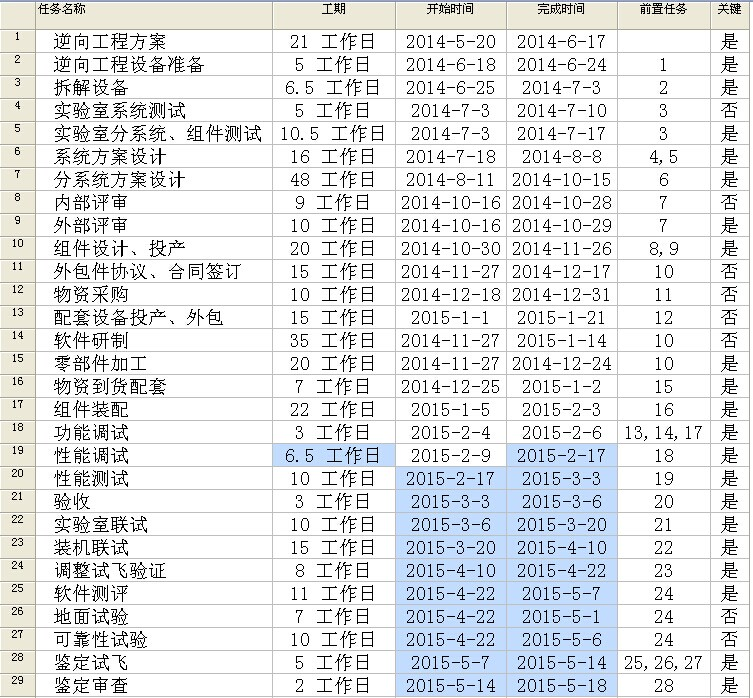 任务名称 工期 开始时间 完成时间 前置任务 关键
1 逆向工程方案 21 工作日 2014-5-20 2014-6-17 是
2 逆向工程设备准备 5 工作日 2014-6-18 2014-6-24 1 是
3 拆解设备 6.5 工作日 2014-6-25 2014-7-3 2 是
4 实验室系统测试 5 工作日 2014-7-3 2014-7-10 3 否
5 实验室分系统、组件测试 10.5 工作日 2014-7-3 2014-7-17 3 是
6 系统方案设计 16 工作日 2014-7-18 2014-8-8 4,5 是
7 分系统方案设计 48 工作日 2014-8-11 2014-10-15 6 是
8 内部评审 9 工作日 2014-10-16 2014-10-28 7 否
9 外部评审 10 工作日 2014-10-16 2014-10-29 7 是
10 组件设计、投产 20 工作日 2014-10-30 2014-11-26 8,9 是
11 外包件协议、合同签订 15 工作日 2014-11-27 2014-12-17 10 否
12 物资采购 10 工作日 2014-12-18 2014-12-31 11 否
13 配套设备投产、外包 15 工作日 2015-1-1 2015-1-21 12 否
14 软件研制 35 工作日 2014-11-27 2015-1-14 10 否
15 零部件加工 20 工作日 2014-11-27 2014-12-24 10 是
16 物资到货配套 7 工作日 2014-12-25 2015-1-2 15 是
17 组件装配 22 工作日 2015-1-5 2015-2-3 16 是
18 功能调试 3 工作日 2015-2-4 2015-2-6 13,14,17 是
19 性能调试 6.5 工作日 2015-2-9 2015-2-17 18 是
20 性能测试 10 工作日 2015-2-17 2015-3-3 19 是
21 验收 3 工作日 2015-3-3 2015-3-6 20 是
22 实验室联试 10 工作日 2015-3-6 2015-3-20 21 是
23 装机联试 15 工作日 2015-3-20 2015-4-10 22 是
24 调整试飞验证 8 工作日 2015-4-10 2015-4-22 23 是
25 软件测评 11 工作日 2015-4-22 2015-5-7 24 是
26 地面试验 7 工作日 2015-4-22 2015-5-1 24 否
27 可靠性试验 10 工作日 2015-4-22 2015-5-6 24 否
28 鉴定试飞 5 工作日 2015-5-7 2015-5-14 25,26,27 是
29 鉴定审查 2 工作日 2015-5-14 2015-5-18 28 是